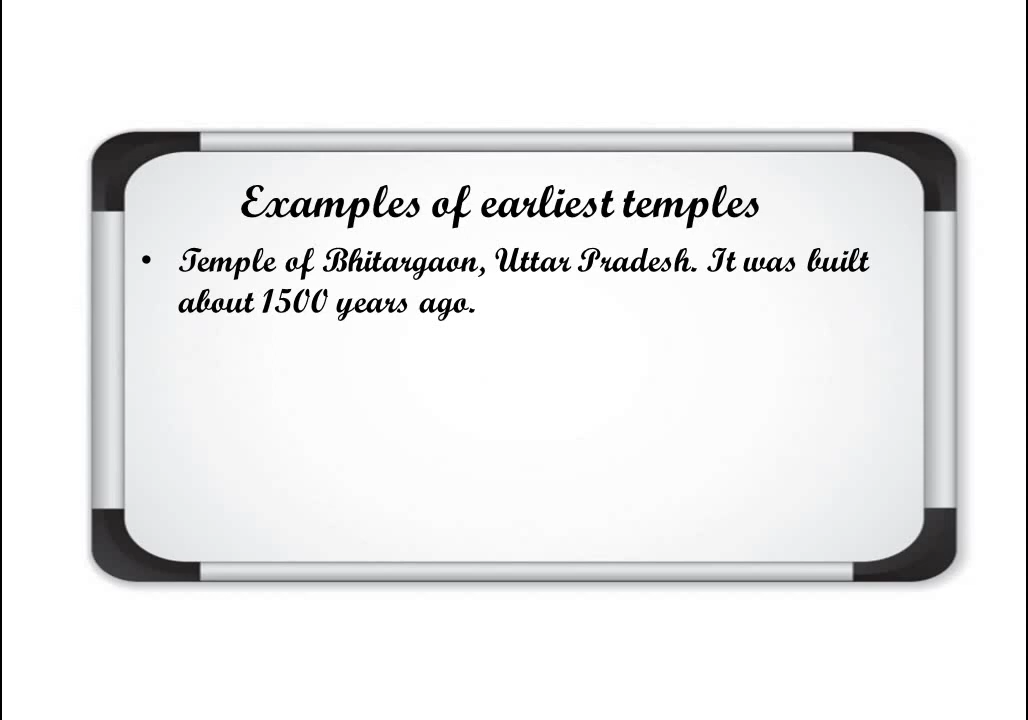 Examples of earliest temples
• Temple of Bhitargaon, Uttar Pradesh. It was built
about 1500 years ago.